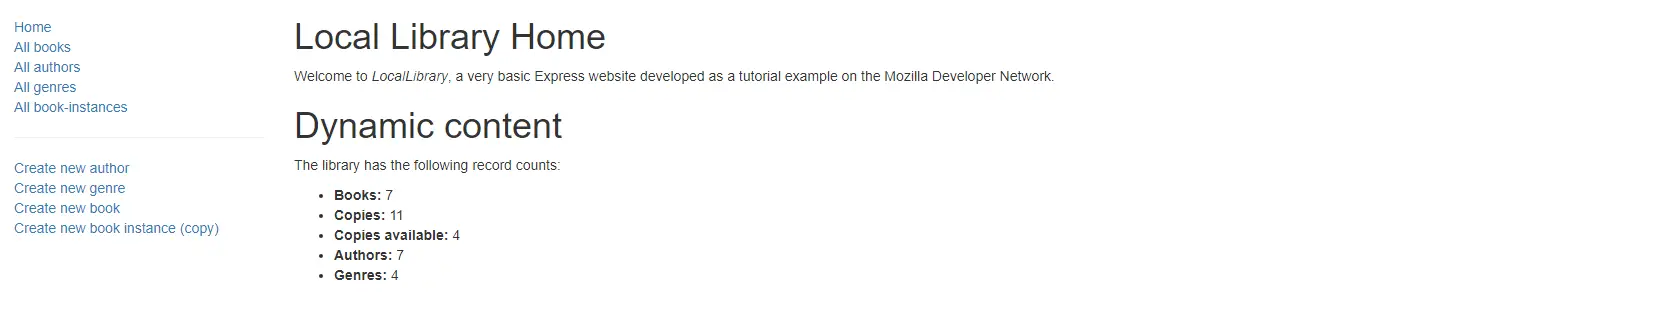 Home
All books
All authors
All genres
All book-instances
Create new author
Create new genre
Create new book
Create new book instance (copy)
Local Library Home
Welcome to LocalLibrary, a very basic Express website developed as a tutorial example on the Mozilla Developer Network.
Dynamic content
The library has the following record counts:
• Books: 7
• Copies: 11
• Copies available: 4
• Authors: 7
• Genres: 4